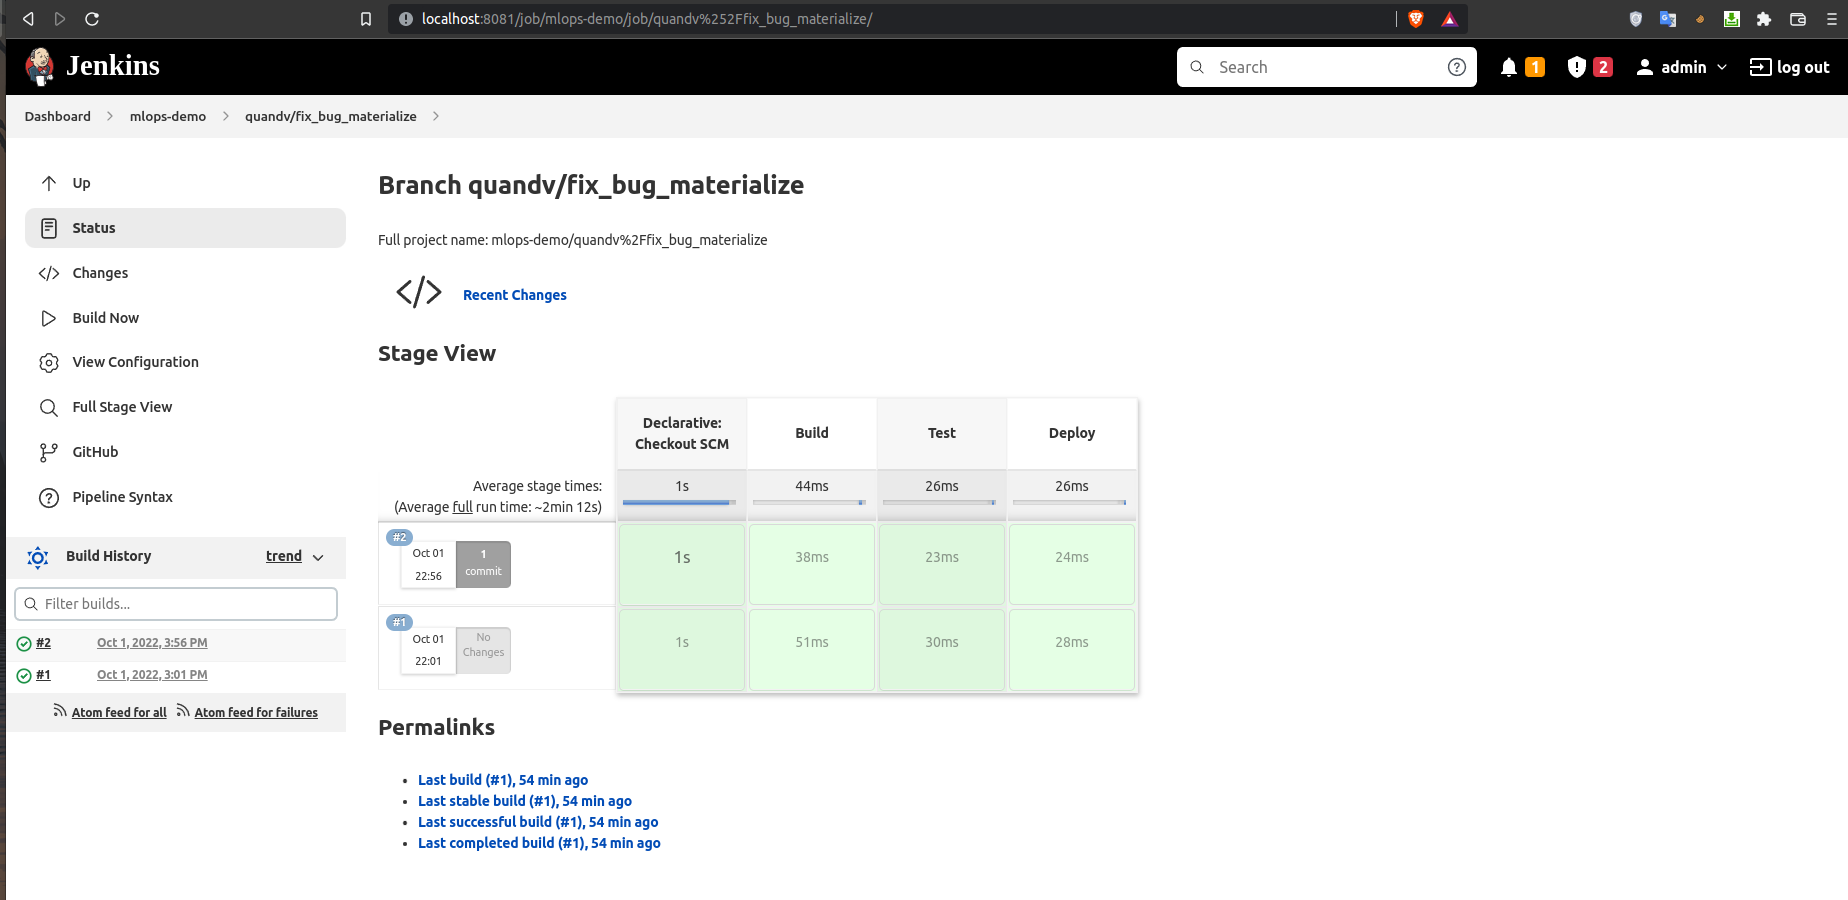 localhost:8081/job/mlops-demo/job/quandv%252Ffix_bug_materialize/
Jenkins
Search
1
2
admin
log out
Dashboard
mlops-demo
quandv/fix_bug_materialize
Up
Status
Changes
Build Now
View Configuration
Full Stage View
GitHub
Pipeline Syntax
Build History
trend
Filter builds...
#2
Oct 1, 2022, 3:56 PM
#1
Oct 1, 2022, 3:01 PM
Atom feed for all
Atom feed for failures
Branch quandv/fix_bug_materialize
Full project name: mlops-demo/quandv%2Ffix_bug_materialize
Recent Changes
Stage View
Declarative:
Checkout SCM
Build
Test
Deploy
Average stage times:
(Average full run time: ~2min 12s)
1s
44ms
26ms
26ms
#2
Oct 01
22:56
1
commit
1s
38ms
23ms
24ms
#1
Oct 01
22:01
No
Changes
1s
51ms
30ms
28ms
Permalinks
Last build (#1), 54 min ago
Last stable build (#1), 54 min ago
Last successful build (#1), 54 min ago
Last completed build (#1), 54 min ago